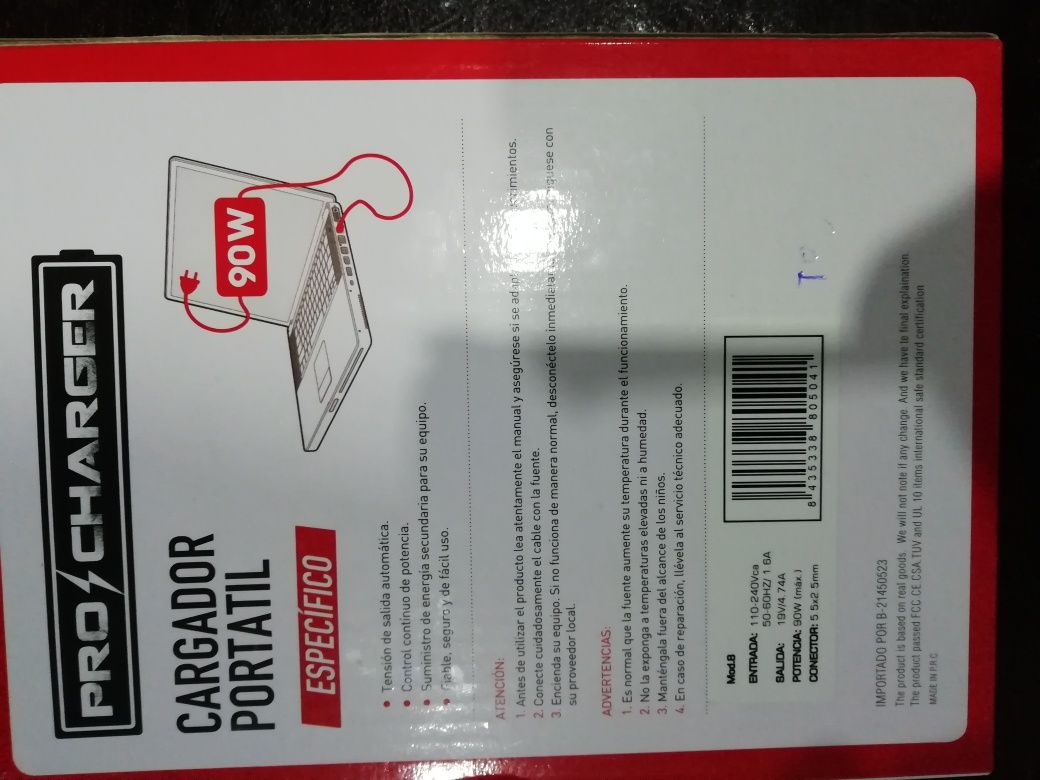 PRO CHARGER
CARGADOR
PORTATIL
ESPECÍFICO
90W
• Tensión de salida automática.
• Control contínuo de potencia.
• Suministro de energía secundaria para su equipo.
• Fiable, seguro y de fácil uso.
ATENCIÓN:
1. Antes de utilizar el producto lea atentamente el manual y asegúrese si se
2. Conecte cuidadosamente el cable con la fuente.
3. Encienda su equipo. Si no funciona de manera normal, desconéctelo con
su proveedor local.
ADVERTENCIAS:
1. Es normal que la fuente aumente su temperatura durante el funcionamiento.
2. No la exponga a temperaturas elevadas ni a humedad.
3. Manténgala fuera del alcance de los niños.
4. En caso de reparación, llévela al servicio técnico adecuado.
Mod.8
ENTRADA: 110-240Vca
50-60HZ/ 1.6A
SALIDA: 19V/4.74A
POTENCIA: 90W (máx.)
CONECTOR: 5.5x2.5mm
8 435338 805041
IMPORTADO POR B-21450523
The product is based on real goods. We will not note if any change. And we have te final explaination.
The product passed FCC.CE.CSA.TUV and UL 10 items international safe standard certification
MADE IN P.R.C